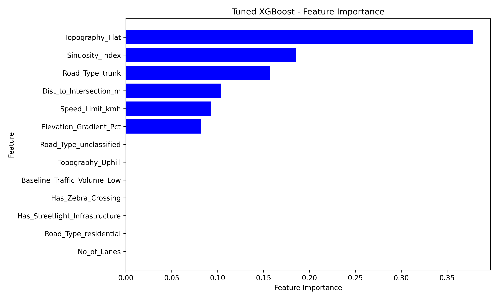 Tuned XGBoost - Feature Importance
Topography_Flat
Sinuosity_Index
Road_Type_trunk
Dist_to_Intersection_m
Speed_Limit_kmh
Elevation_Gradient_Pct
Road_Type_unclassified
Topography_Uphill
Baseline_Traffic_Volume_Low
Has_Zebra_Crossing
Has_Streetlight_Infrastructure
Road_Type_residential
No_of_Lanes
Feature
0.00 0.05 0.10 0.15 0.20 0.25 0.30 0.35
Feature Importance